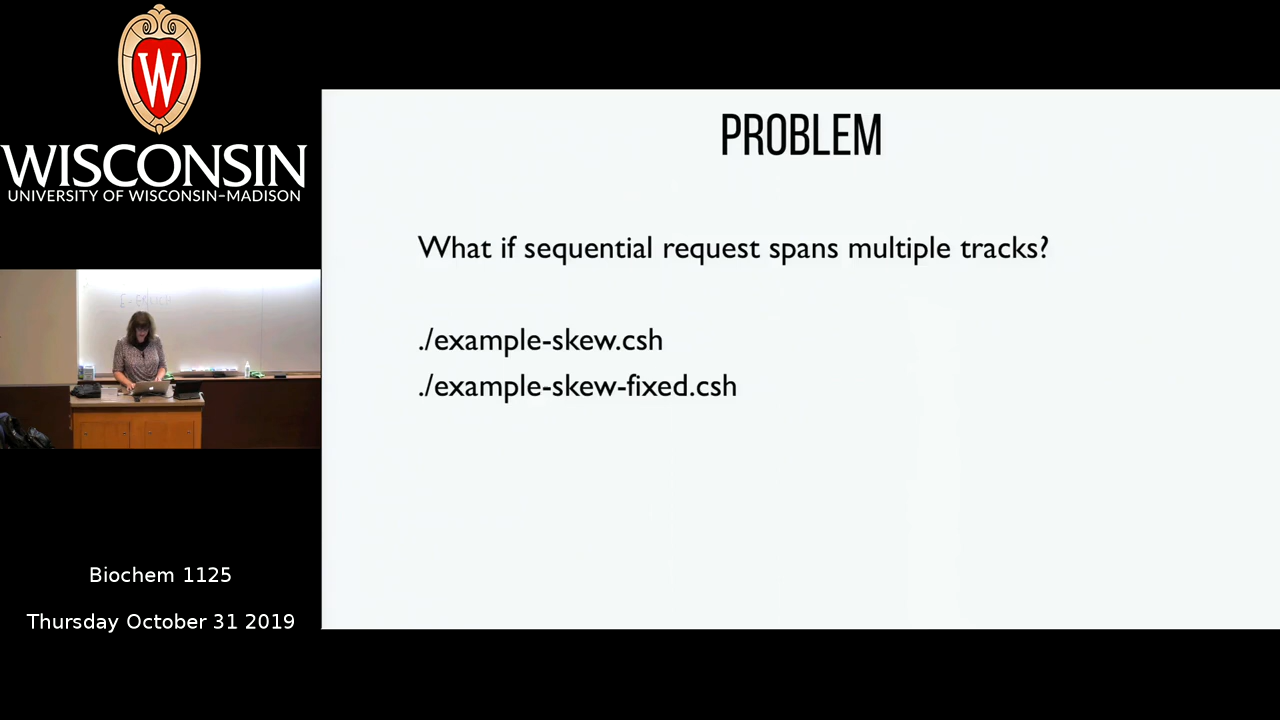 W
WISCONSIN
UNIVERSITY OF WISCONSIN-MADISON
PROBLEM
What if sequential request spans multiple tracks?
./example-skew.csh
./example-skew-fixed.csh
Biochem 1125
Thursday October 31 2019